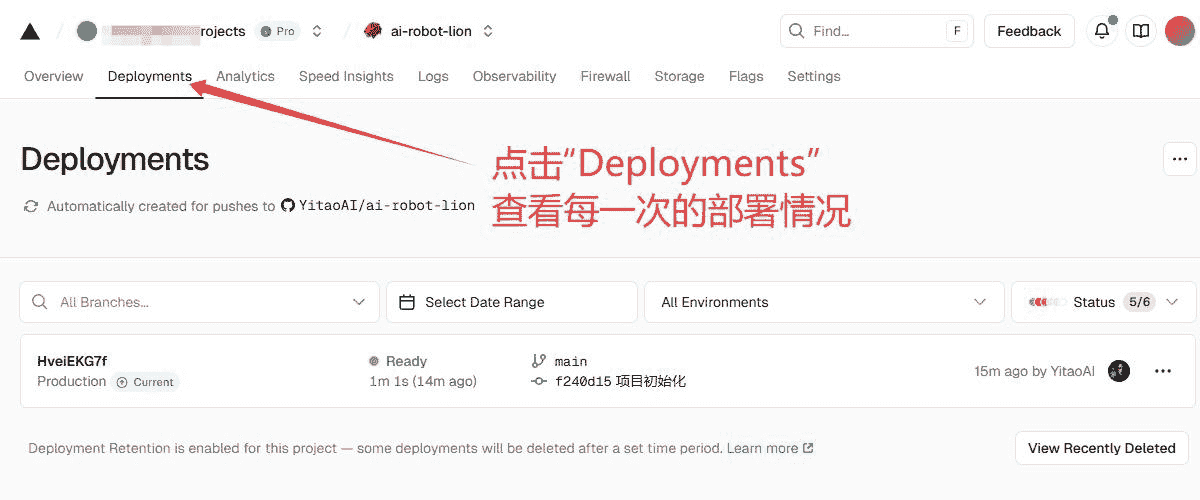 rojects Pro ai-robot-lion Find... F Feedback
Overview Deployments Analytics Speed Insights Logs Observability Firewall Storage Flags Settings
Deployments
点击“Deployments”
查看每一次的部署情况
Automatically created for pushes to YitaoAI/ai-robot-lion
All Branches... Select Date Range All Environments Status 5/6
HveiEKG7f Ready main
Production Current 1m 1s (14m ago) f240d15 项目初始化
15m ago by YitaoAI
Deployment Retention is enabled for this project — some deployments will be deleted after a set time period. Learn more View Recently Deleted